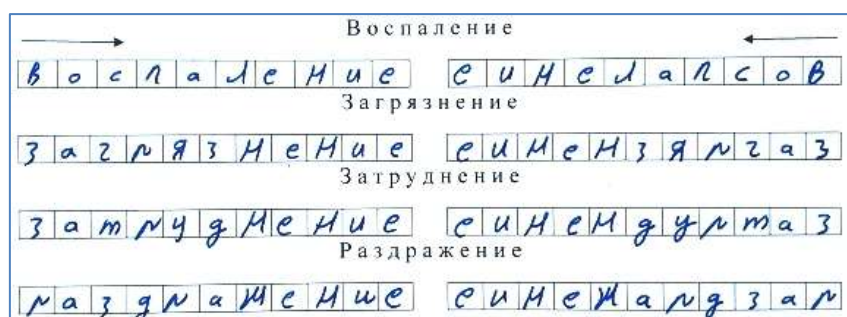 Воспаление
воспаление еинелапсов
Загрязнение
загрязнение еинензяргаз
Затруднение
затруднение еинендуртаз
Раздражение
раздражение еинежардзар